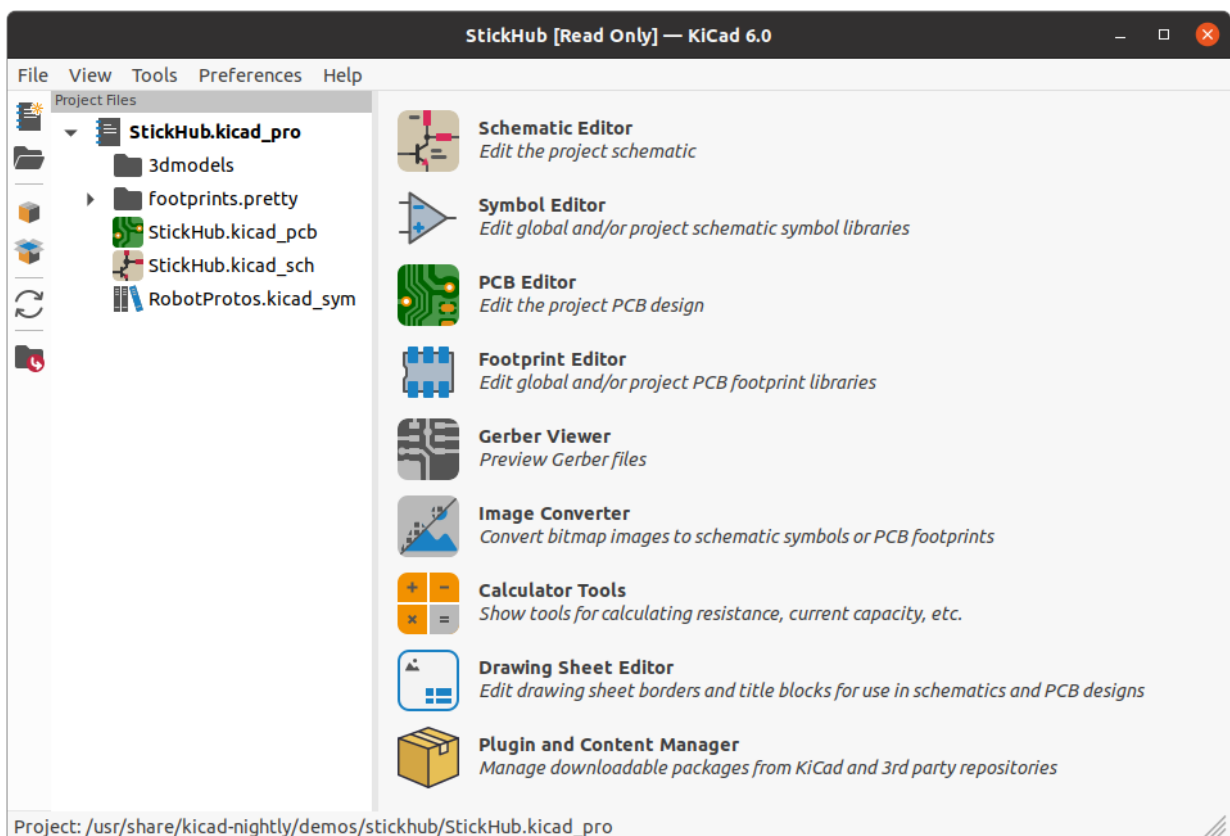 StickHub [Read Only] — KiCad 6.0
File View Tools Preferences Help
Project Files
StickHub.kicad_pro
3dmodels
footprints.pretty
StickHub.kicad_pcb
StickHub.kicad_sch
RobotProtos.kicad_sym
Schematic Editor
Edit the project schematic
Symbol Editor
Edit global and/or project schematic symbol libraries
PCB Editor
Edit the project PCB design
Footprint Editor
Edit global and/or project PCB footprint libraries
Gerber Viewer
Preview Gerber files
Image Converter
Convert bitmap images to schematic symbols or PCB footprints
Calculator Tools
Show tools for calculating resistance, current capacity, etc.
Drawing Sheet Editor
Edit drawing sheet borders and title blocks for use in schematics and PCB designs
Plugin and Content Manager
Manage downloadable packages from KiCad and 3rd party repositories
Project: /usr/share/kicad-nightly/demos/stickhub/StickHub.kicad_pro